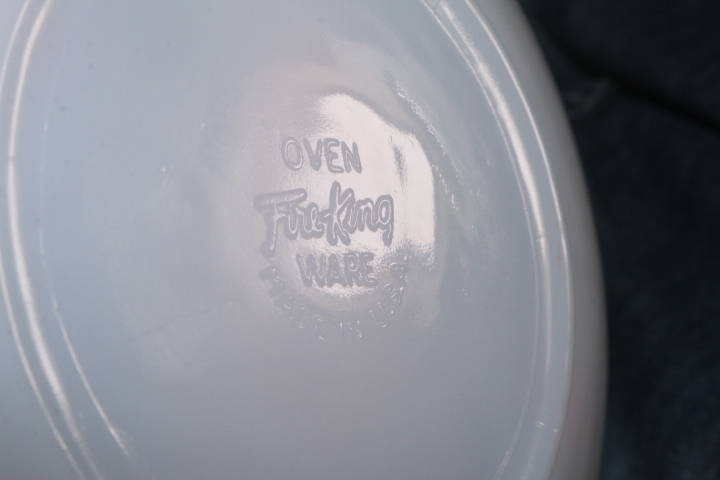 OVEN
Fire-King
WARE
MADE IN U.S.A.